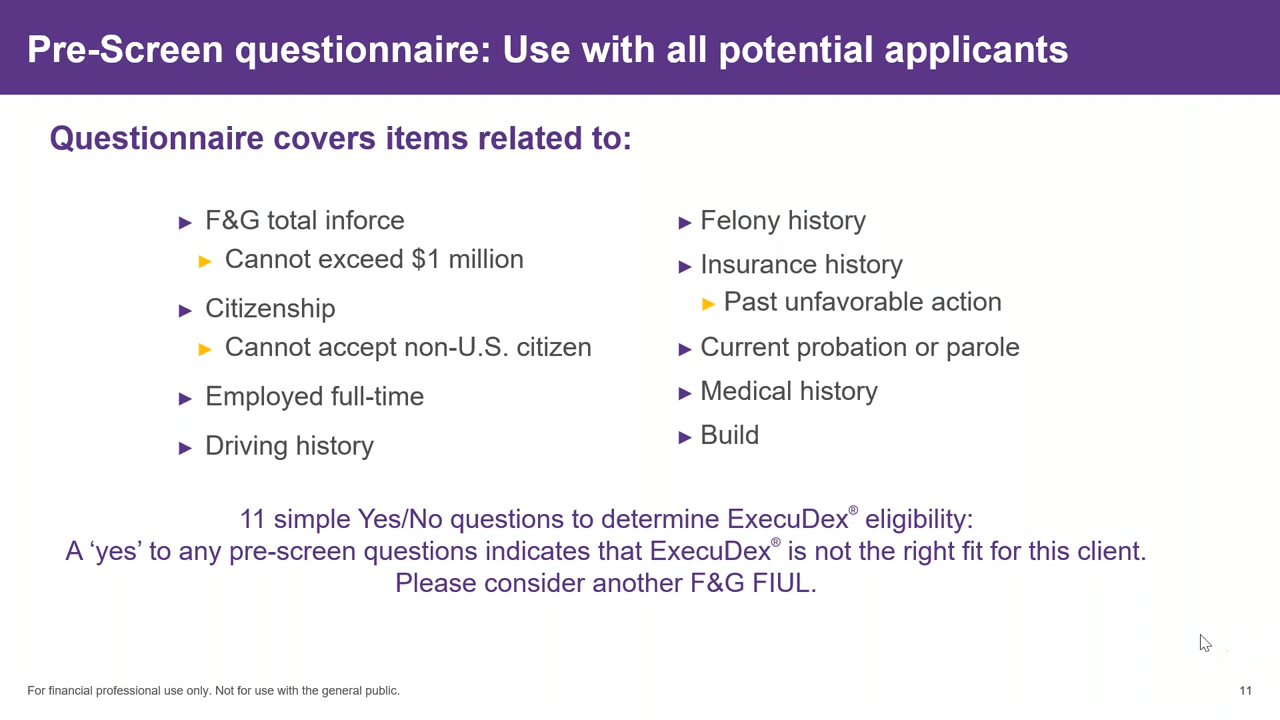 Pre-Screen questionnaire: Use with all potential applicants
Questionnaire covers items related to:
► F&G total inforce
► Cannot exceed $1 million
► Citizenship
► Cannot accept non-U.S. citizen
► Employed full-time
► Driving history
► Felony history
► Insurance history
► Past unfavorable action
► Current probation or parole
► Medical history
► Build
11 simple Yes/No questions to determine ExecuDex® eligibility:
A ‘yes’ to any pre-screen questions indicates that ExecuDex® is not the right fit for this client.
Please consider another F&G FIUL.
For financial professional use only. Not for use with the general public.
11